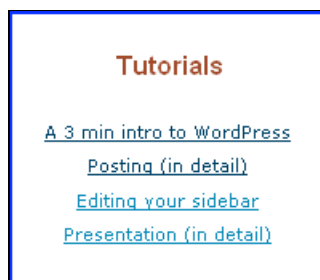 Tutorials
A 3 min intro to WordPress
Posting (in detail)
Editing your sidebar
Presentation (in detail)